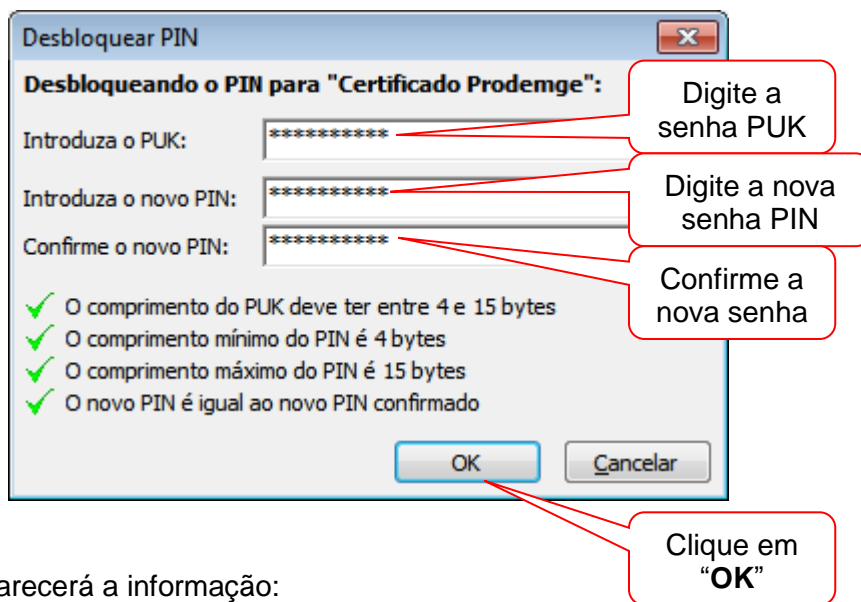 Desbloquear PIN
Desbloqueando o PIN para "Certificado Prodemge":
Digite a
senha PUK
Introduza o PUK: **********
Digite a nova
senha PIN
Introduza o novo PIN: **********
Confirme o novo PIN: **********
Confirme a
nova senha
O comprimento do PUK deve ter entre 4 e 15 bytes
O comprimento mínimo do PIN é 4 bytes
O comprimento máximo do PIN é 15 bytes
O novo PIN é igual ao novo PIN confirmado
OK Cancelar
Clique em
“OK”
arecerá a informação: